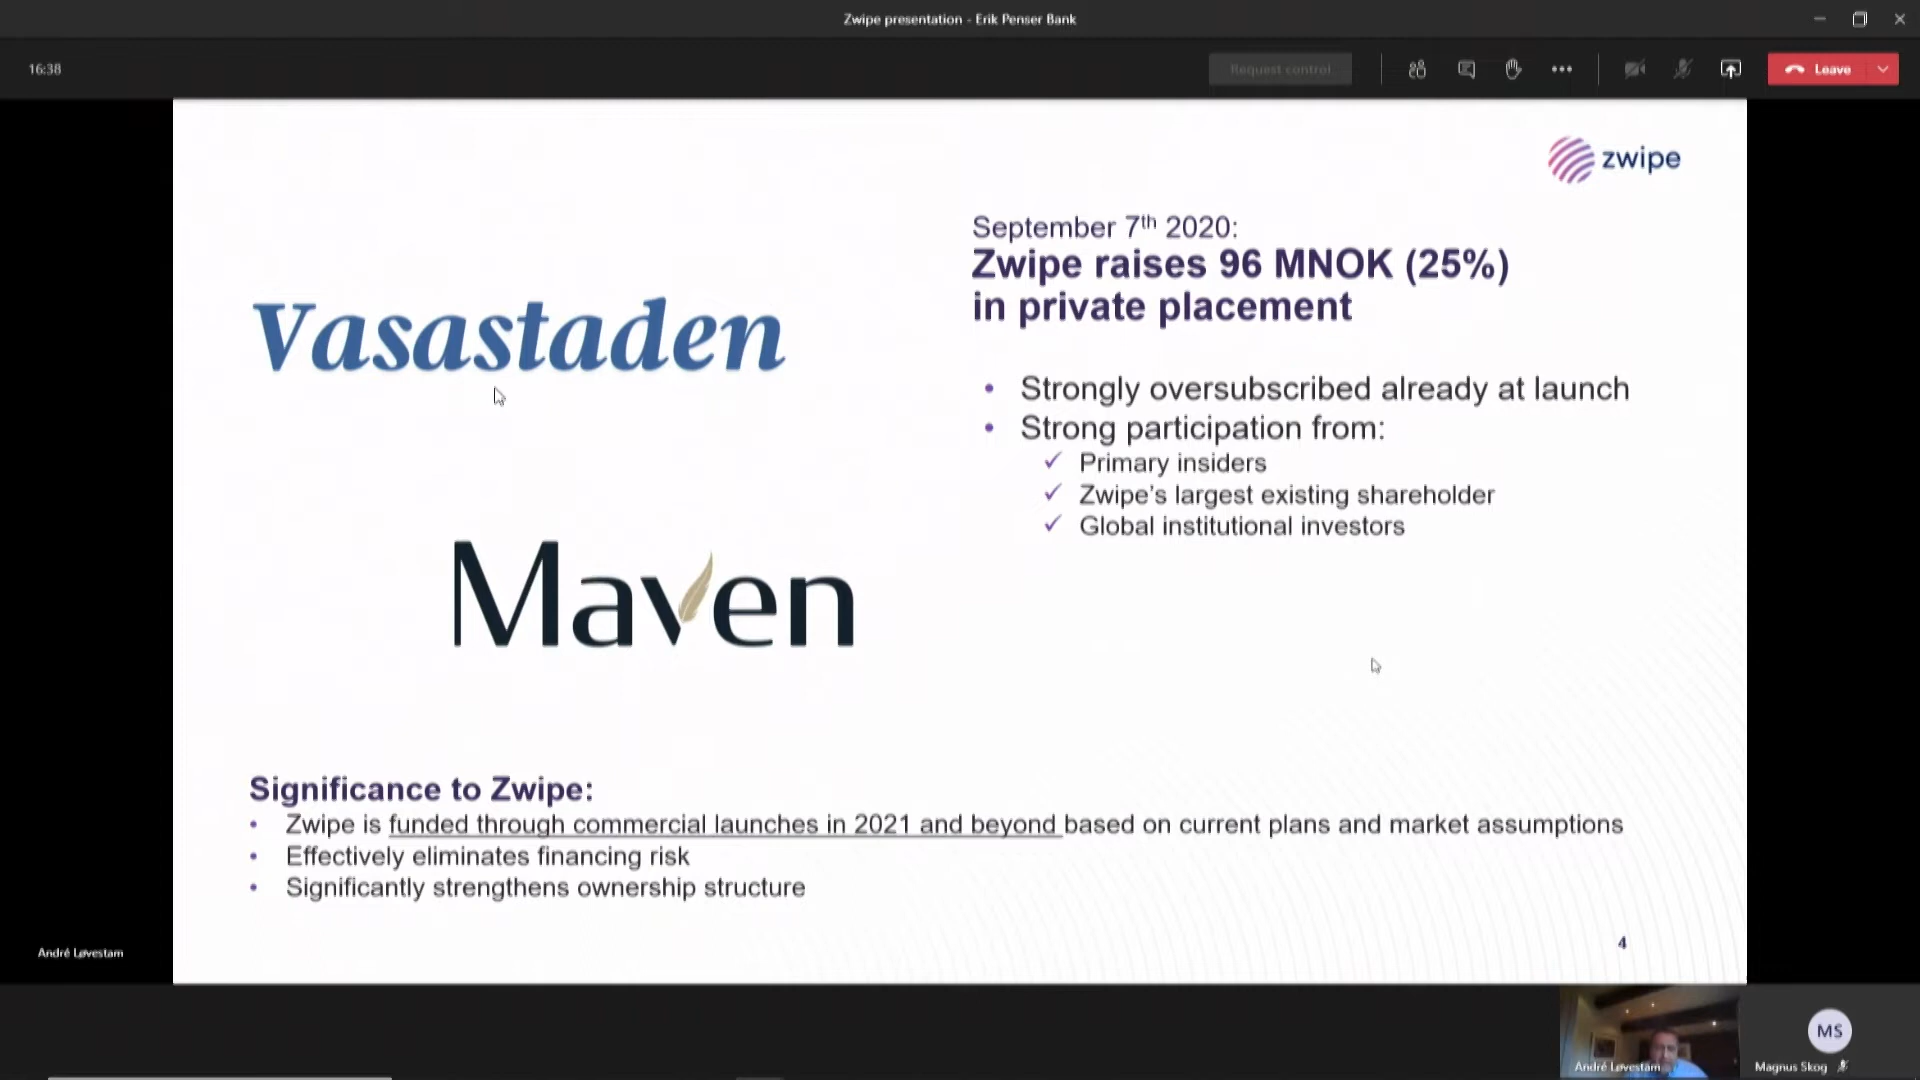 Zwipe presentation - Erik Penser Bank
16:38
Request control
Leave
zwipe
September 7th 2020:
Zwipe raises 96 MNOK (25%)
in private placement
Vasastaden
• Strongly oversubscribed already at launch
• Strong participation from:
✓ Primary insiders
✓ Zwipe's largest existing shareholder
✓ Global institutional investors
Maven
Significance to Zwipe:
• Zwipe is funded through commercial launches in 2021 and beyond based on current plans and market assumptions
• Effectively eliminates financing risk
• Significantly strengthens ownership structure
4
André Løvestam
André Løvestam
MS
Magnus Skog